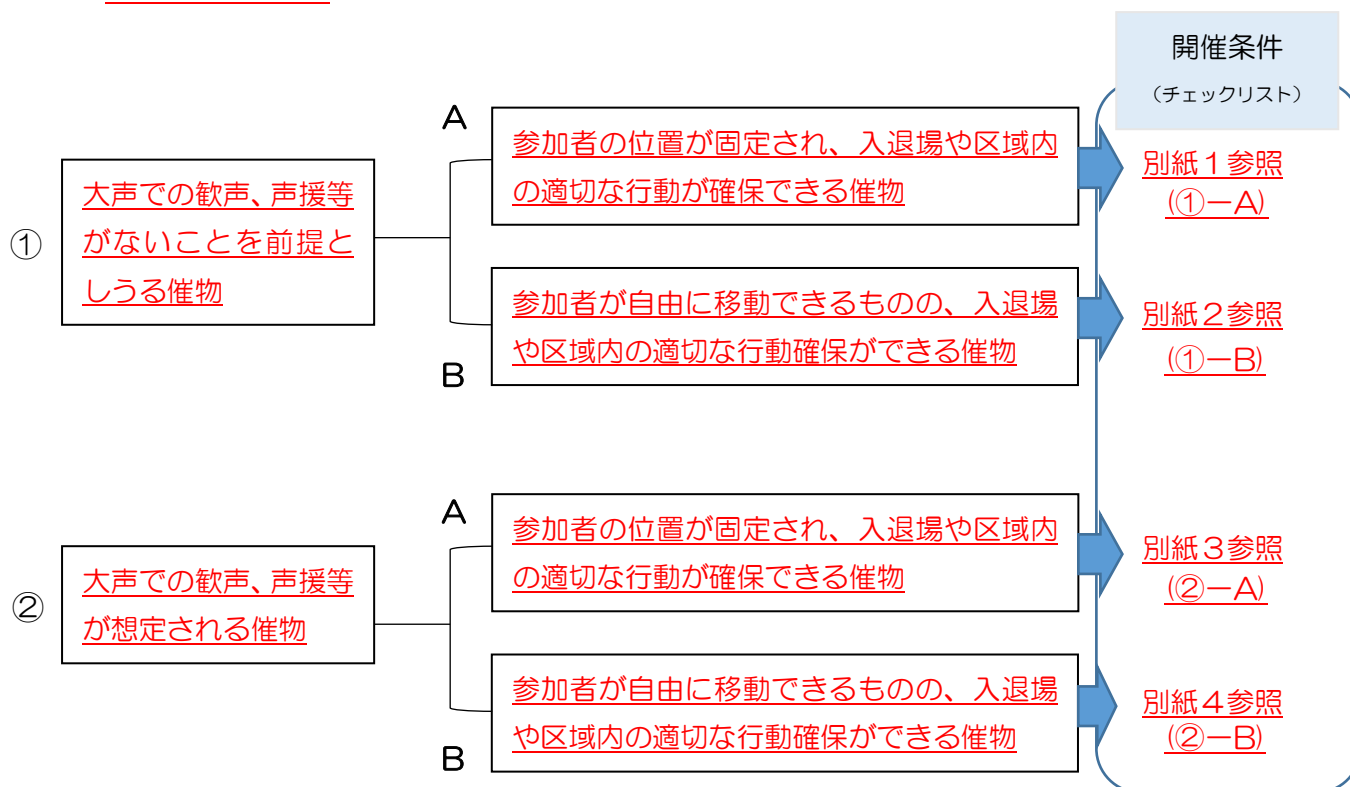 開催条件
（チェックリスト）
①
大声での歓声、声援等
がないことを前提と
しうる催物
A
参加者の位置が固定され、入退場や区域内
の適切な行動が確保できる催物
別紙１参照
(①ーA)
B
参加者が自由に移動できるものの、入退場
や区域内の適切な行動確保ができる催物
別紙２参照
(①ーB)
②
大声での歓声、声援等
が想定される催物
A
参加者の位置が固定され、入退場や区域内
の適切な行動が確保できる催物
別紙３参照
(②ーA)
B
参加者が自由に移動できるものの、入退場
や区域内の適切な行動確保ができる催物
別紙４参照
(②ーB)